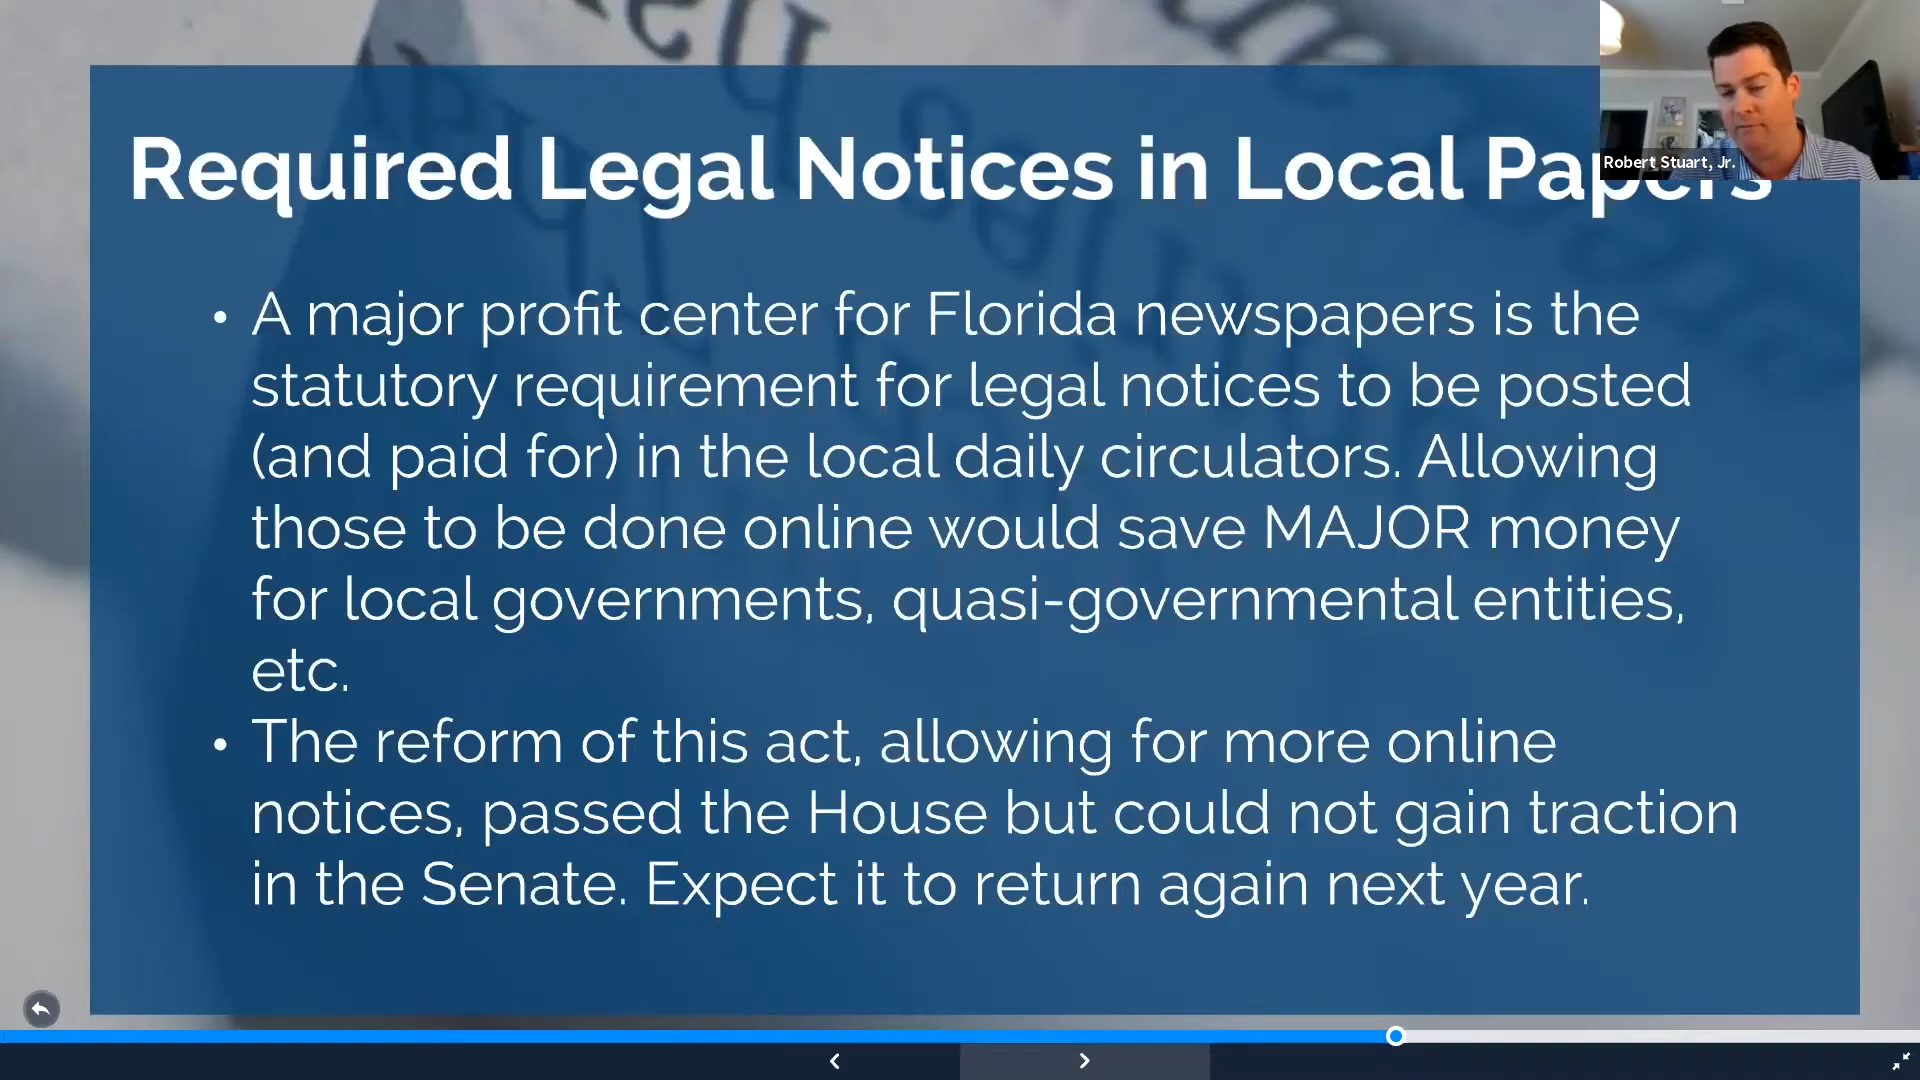 Required Legal Notices in Local Papers
Robert Stuart, Jr.
• A major profit center for Florida newspapers is the
statutory requirement for legal notices to be posted
(and paid for) in the local daily circulators. Allowing
those to be done online would save MAJOR money
for local governments, quasi-governmental entities,
etc.
• The reform of this act, allowing for more online
notices, passed the House but could not gain traction
in the Senate. Expect it to return again next year.